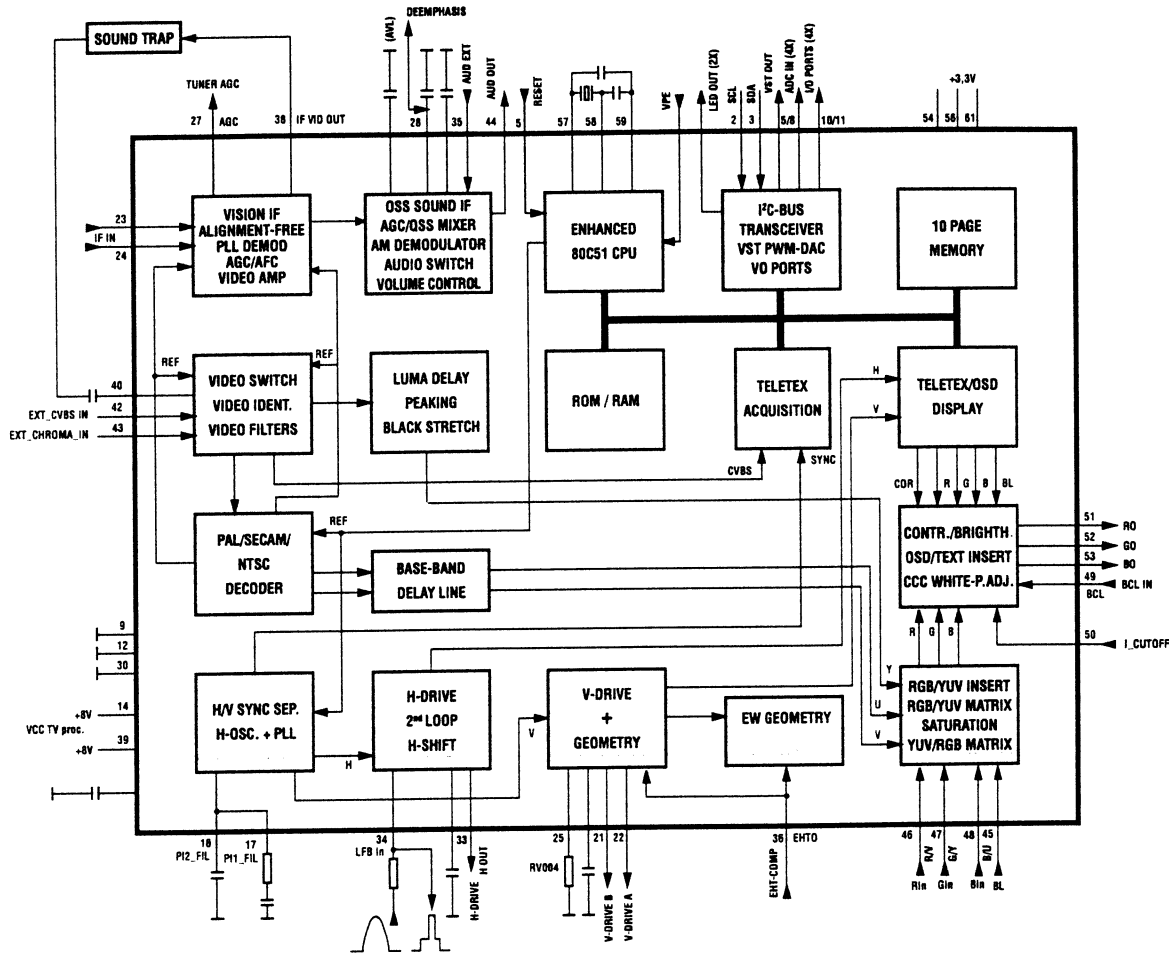 SOUND TRAP
(AVL)
DEEMPHASIS
AUD EXT
AUD OUT
RESET
VPE
LED OUT (2X)
SCL
SDA
VST OUT
ADC IN (4X)
I/O PORTS (4X)
+3,3V
TUNER AGC
27
AGC
38
IF VID OUT
28
35
44
5
57
58
59
2
3
5/8
10/11
54
56
61
23
IF IN
24
VISION IF
ALIGNMENT-FREE
PLL DEMOD
AGC/AFC
VIDEO AMP
OSS SOUND IF
AGC/QSS MIXER
AM DEMODULATOR
AUDIO SWITCH
VOLUME CONTROL
ENHANCED
80C51 CPU
I²C-BUS
TRANSCEIVER
VST PWM-DAC
VO PORTS
10 PAGE
MEMORY
REF
REF
40
42
EXT_CVBS IN
43
EXT_CHROMA_IN
VIDEO SWITCH
VIDEO IDENT.
VIDEO FILTERS
LUMA DELAY
PEAKING
BLACK STRETCH
ROM / RAM
TELETEX
ACQUISITION
H
V
TELETEX/OSD
DISPLAY
CVBS
SYNC
COR
R
G
B
BL
REF
PAL/SECAM/
NTSC
DECODER
BASE-BAND
DELAY LINE
CONTR./BRIGHTH.
OSD/TEXT INSERT
CCC WHITE-P.ADJ.
51
RO
52
GO
53
BO
49
BCL IN
BCL
50
I_CUTOFF
R
G
B
9
12
30
14
+8V
VCC TV proc.
39
+8V
H/V SYNC SEP.
H-OSC. + PLL
H
H-DRIVE
2nd LOOP
H-SHIFT
V
V-DRIVE
+
GEOMETRY
EW GEOMETRY
Y
U
V
RGB/YUV INSERT
RGB/YUV MATRIX
SATURATION
YUV/RGB MATRIX
18
PI2_FIL
17
PI1_FIL
34
LFB In
33
H OUT
H-DRIVE
25
RV064
21
22
V-DRIVE B
V-DRIVE A
36
EHTO
EHT-COMP
46
R/V
47
G/Y
48
B/U
45
Rin
Gin
Bin
BL